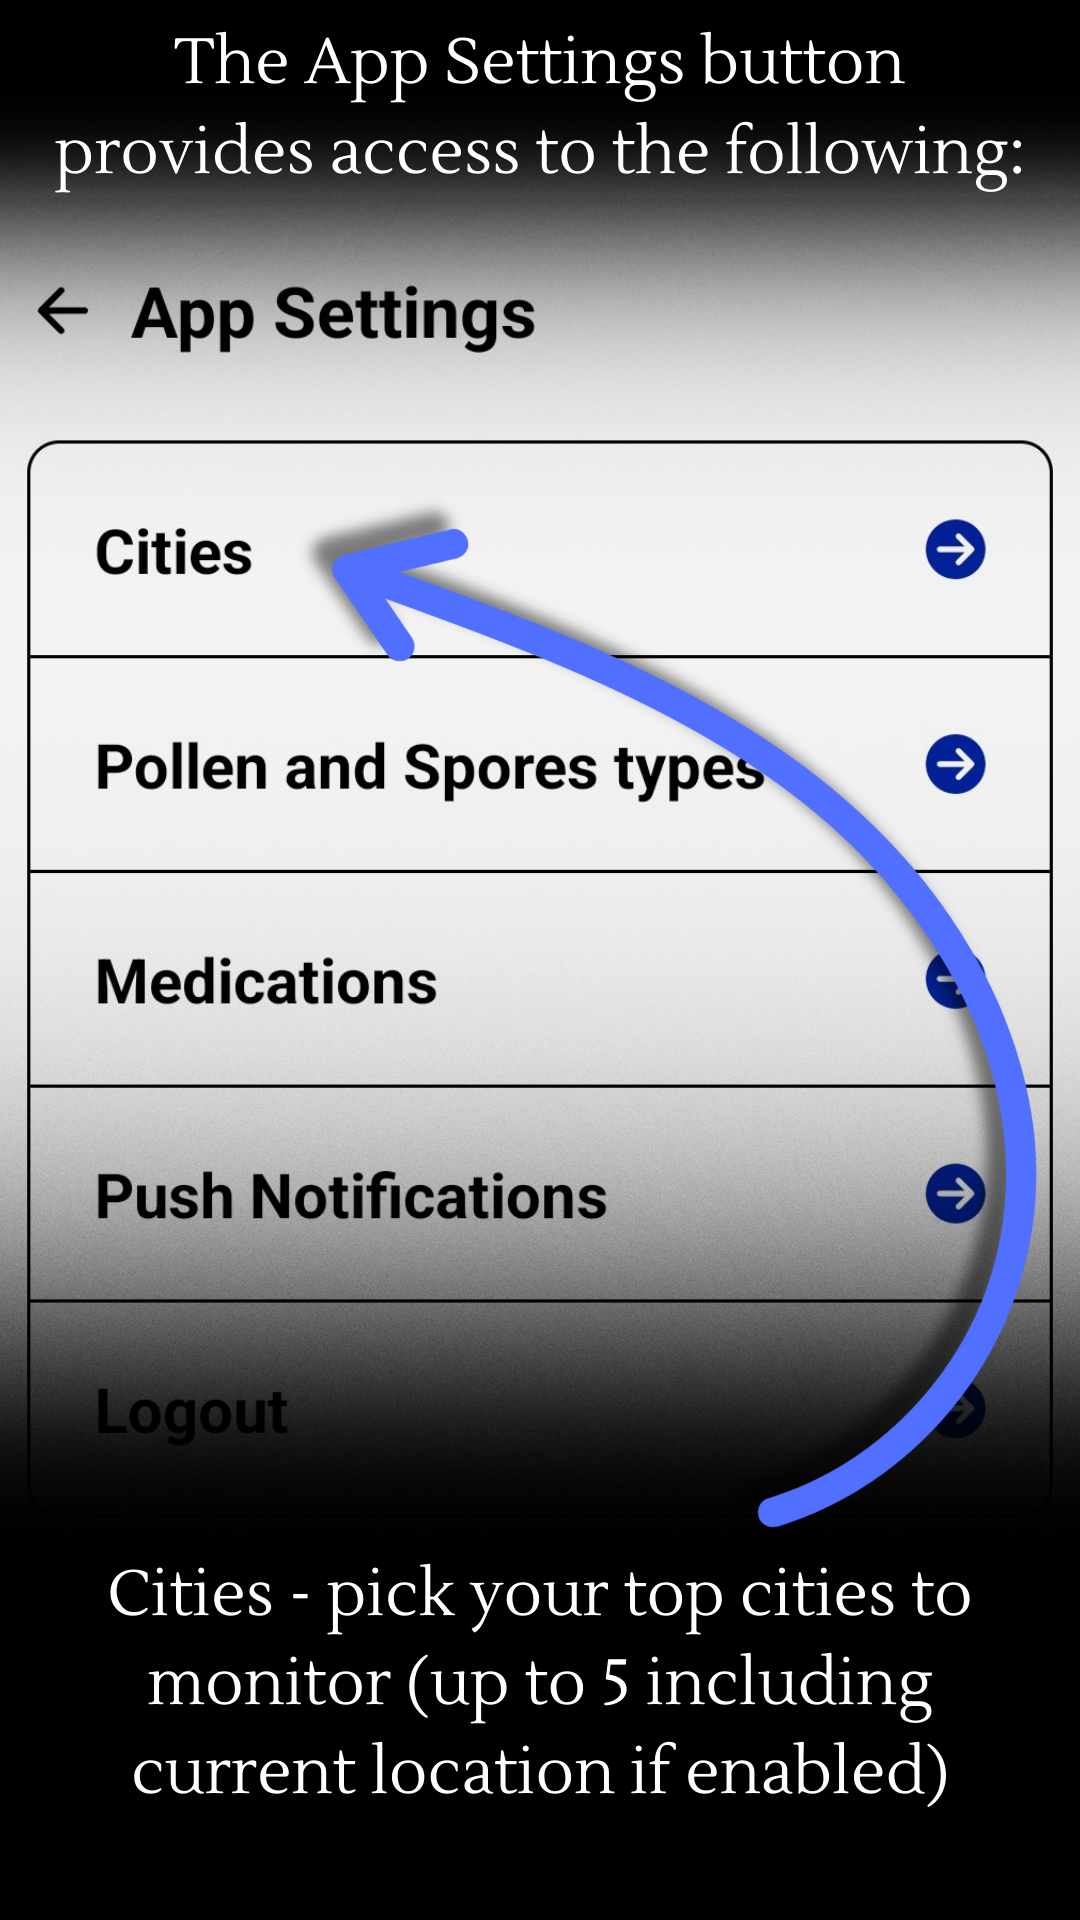 The App Settings button
provides access to the following:
App Settings
Cities
Pollen and Spores types
Medications
Push Notifications
Logout
Cities - pick your top cities to
monitor (up to 5 including
current location if enabled)